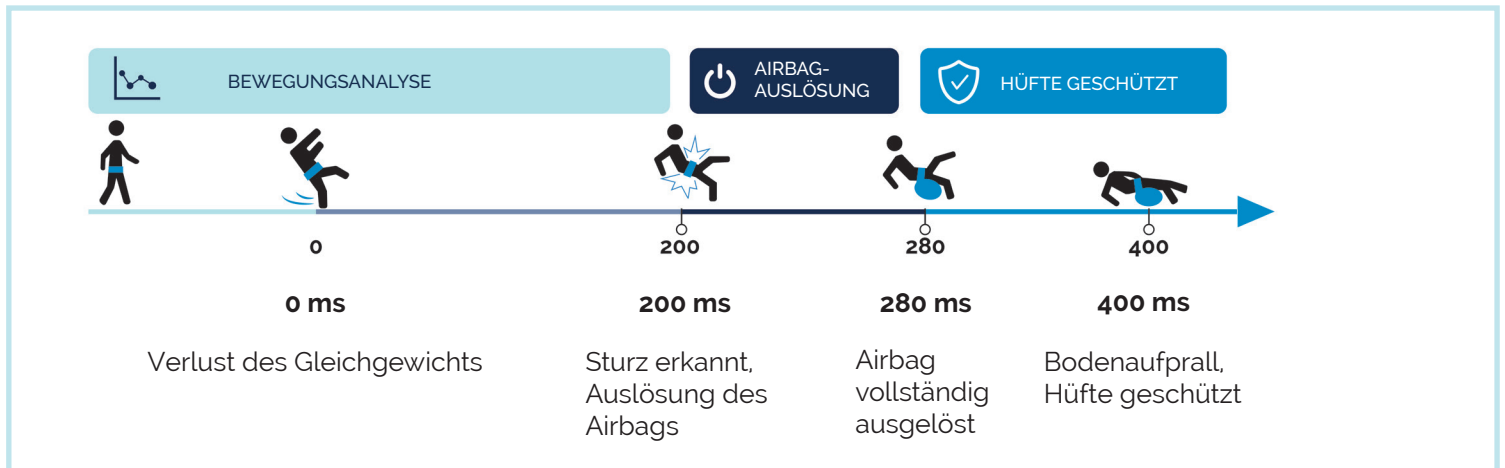 BEWEGUNGSANALYSE
AIRBAG-
AUSLÖSUNG
HÜFTE GESCHÜTZT
0
200
280
400
0 ms
200 ms
280 ms
400 ms
Verlust des Gleichgewichts
Sturz erkannt,
Auslösung des
Airbags
Airbag
vollständig
ausgelöst
Bodenaufprall,
Hüfte geschützt